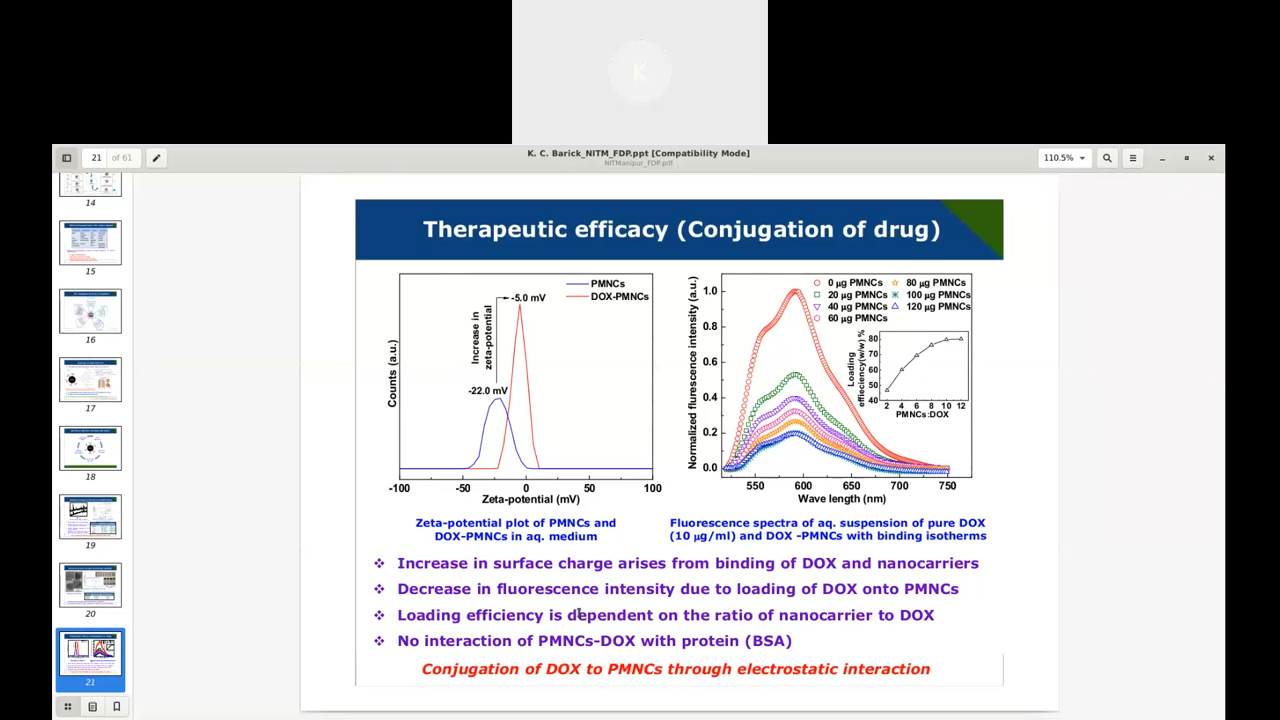 K
21 of 61
K. C. Barick_NITM_FDP.ppt [Compatibility Mode]
NITManipur_FDP.pdf
110.5%
14
15
16
17
18
19
20
21
Therapeutic efficacy (Conjugation of drug)
PMNCs
DOX-PMNCs
-5.0 mV
Increase in
zeta-potential
-22.0 mV
Counts (a.u.)
-100 -50 0 50 100
Zeta-potential (mV)
Normalized flurescence intensity (a.u.)
1.0
0.8
0.6
0.4
0.2
0.0
0 µg PMNCs
20 µg PMNCs
40 µg PMNCs
60 µg PMNCs
80 µg PMNCs
100 µg PMNCs
120 µg PMNCs
Loading
efficiency(w/w) %
80
70
60
50
40
2 4 6 8 10 12
PMNCs:DOX
550 600 650 700 750
Wave length (nm)
Zeta-potential plot of PMNCs and
DOX-PMNCs in aq. medium
Fluorescence spectra of aq. suspension of pure DOX
(10 µg/ml) and DOX -PMNCs with binding isotherms
❖ Increase in surface charge arises from binding of DOX and nanocarriers
❖ Decrease in fluorescence intensity due to loading of DOX onto PMNCs
❖ Loading efficiency is dependent on the ratio of nanocarrier to DOX
❖ No interaction of PMNCs-DOX with protein (BSA)
Conjugation of DOX to PMNCs through electrostatic interaction